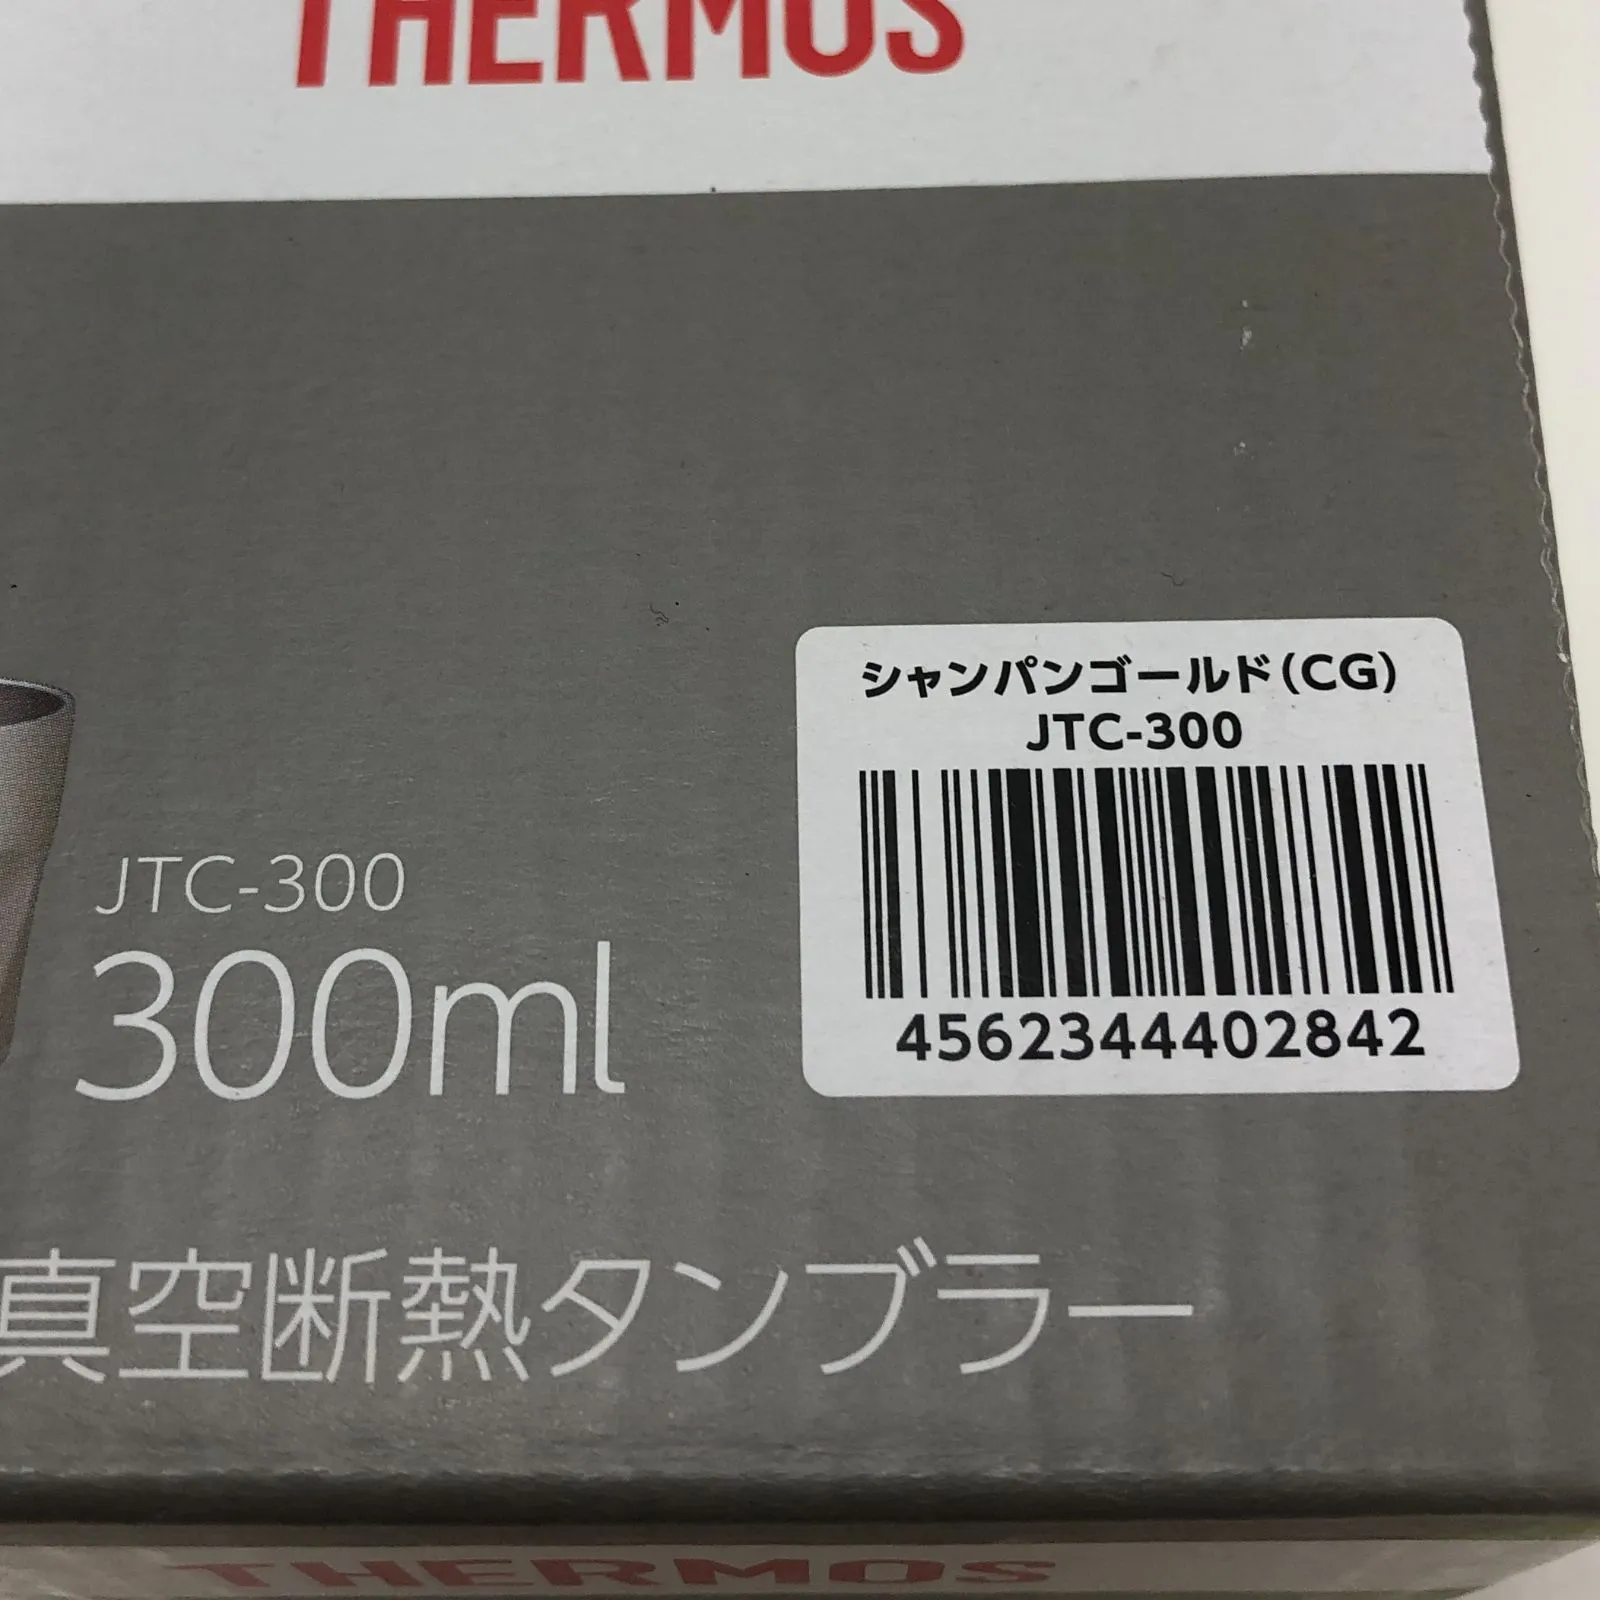 THERMOS
シャンパンゴールド(CG)
JTC-300
4562344402842
JTC-300
300ml
真空断熱タンブラー
THERMOS